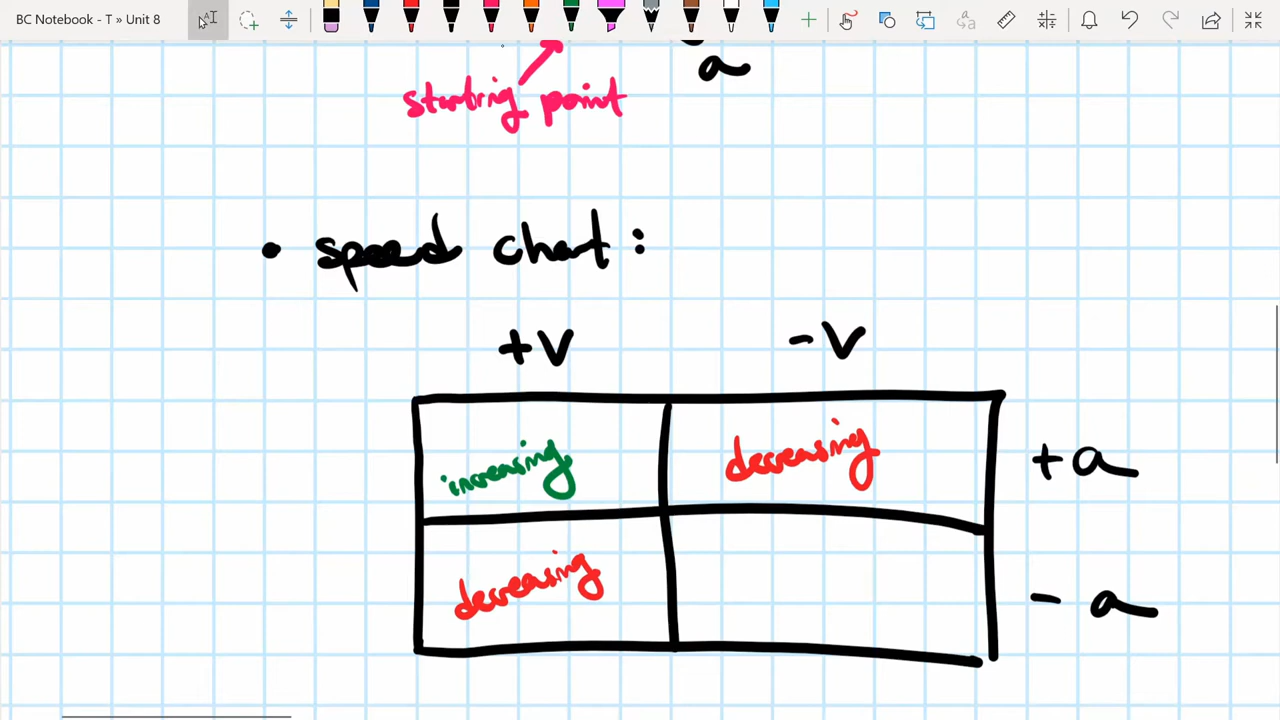 BC Notebook - T » Unit 8
a
starting point
• speed chart:
+v -v
increasing decreasing +a
decreasing - a